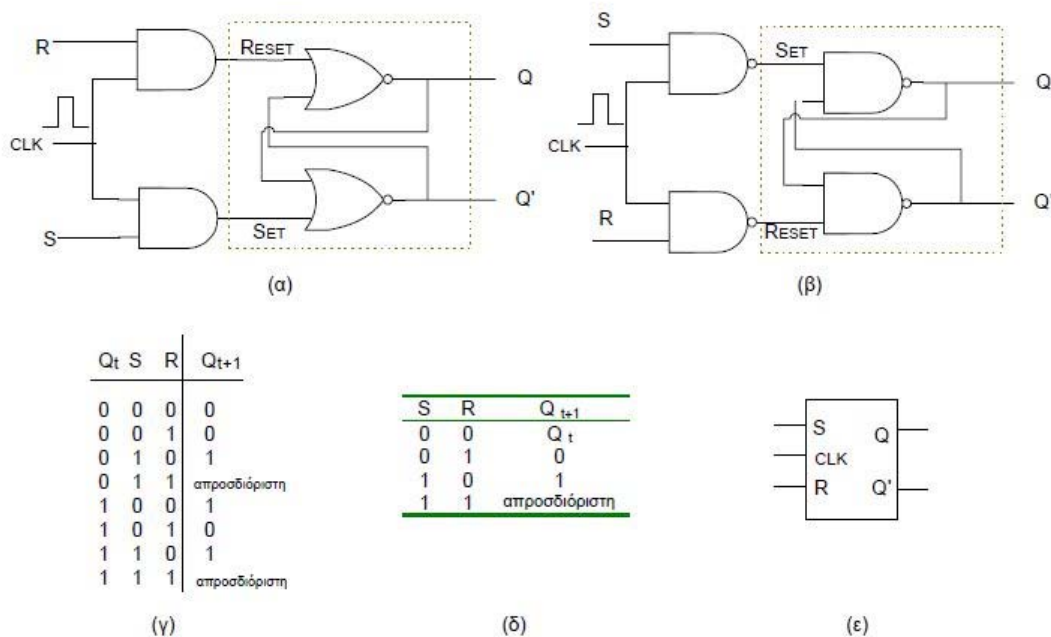 R
RESET
Q
CLK
S
SET
Q'
(α)
S
SET
Q
CLK
R
RESET
Q'
(β)
Qt S R Qt+1
0 0 0 0
0 0 1 0
0 1 0 1
0 1 1 απροσδιόριστη
1 0 0 1
1 0 1 0
1 1 0 1
1 1 1 απροσδιόριστη
(γ)
S R Q t+1
0 0 Q t
0 1 0
1 0 1
1 1 απροσδιόριστη
(δ)
S Q
CLK
R Q'
(ε)